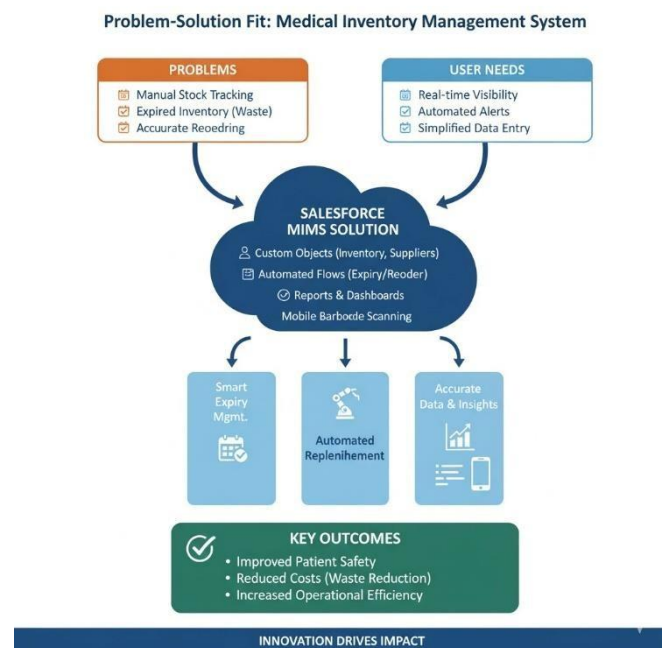 Problem-Solution Fit: Medical Inventory Management System
PROBLEMS
Manual Stock Tracking
Expired Inventory (Waste)
Accuurate Reoedring
USER NEEDS
Real-time Visibility
Automated Alerts
Simplified Data Entry
SALESFORCE
MIMS SOLUTION
Custom Objects (Inventory, Suppliers)
Automated Flows (Expiry/Reoder)
Reports & Dashboards
Mobile Barbocde Scanning
Smart
Expiry
Mgmt.
Automated
Replenihement
Accurate
Data & Insights
KEY OUTCOMES
• Improved Patient Safety
• Reduced Costs (Waste Reduction)
• Increased Operational Efficiency
INNOVATION DRIVES IMPACT